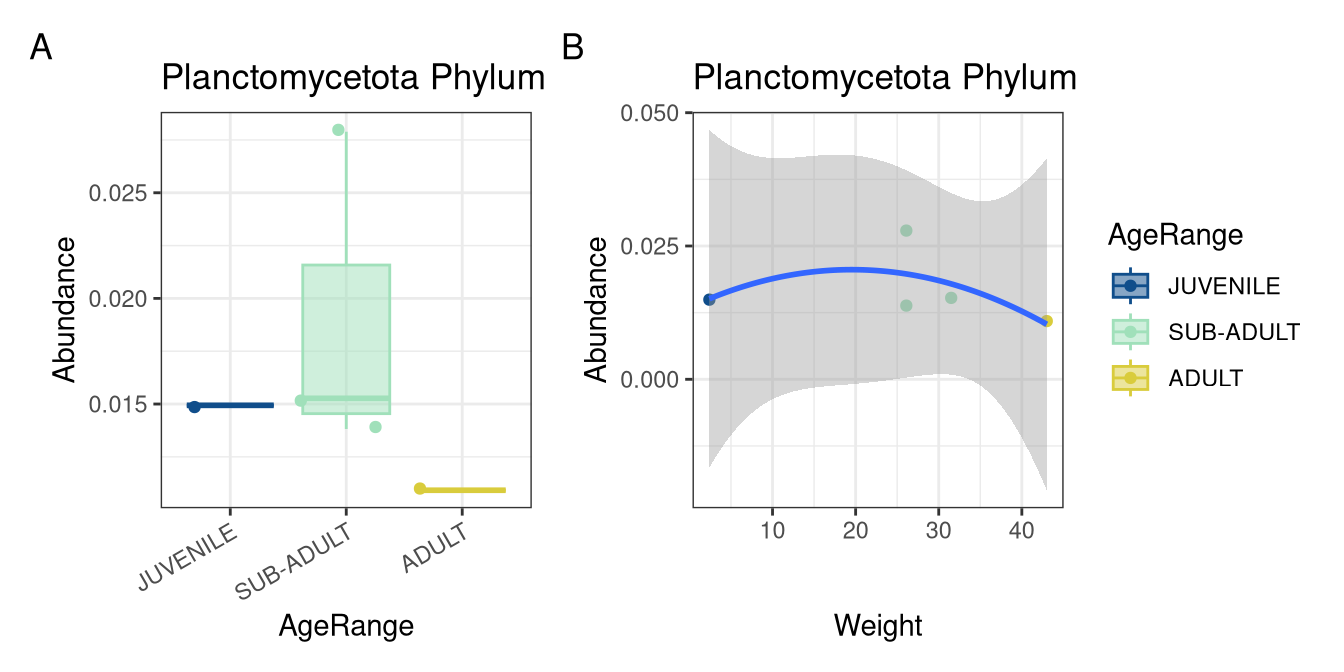 A
Planctomycetota Phylum
Abundance
0.025
0.020
0.015
JUVENILE
SUB-ADULT
ADULT
AgeRange
B
Planctomycetota Phylum
Abundance
0.050
0.025
0.000
10 20 30 40
Weight
AgeRange
JUVENILE
SUB-ADULT
ADULT